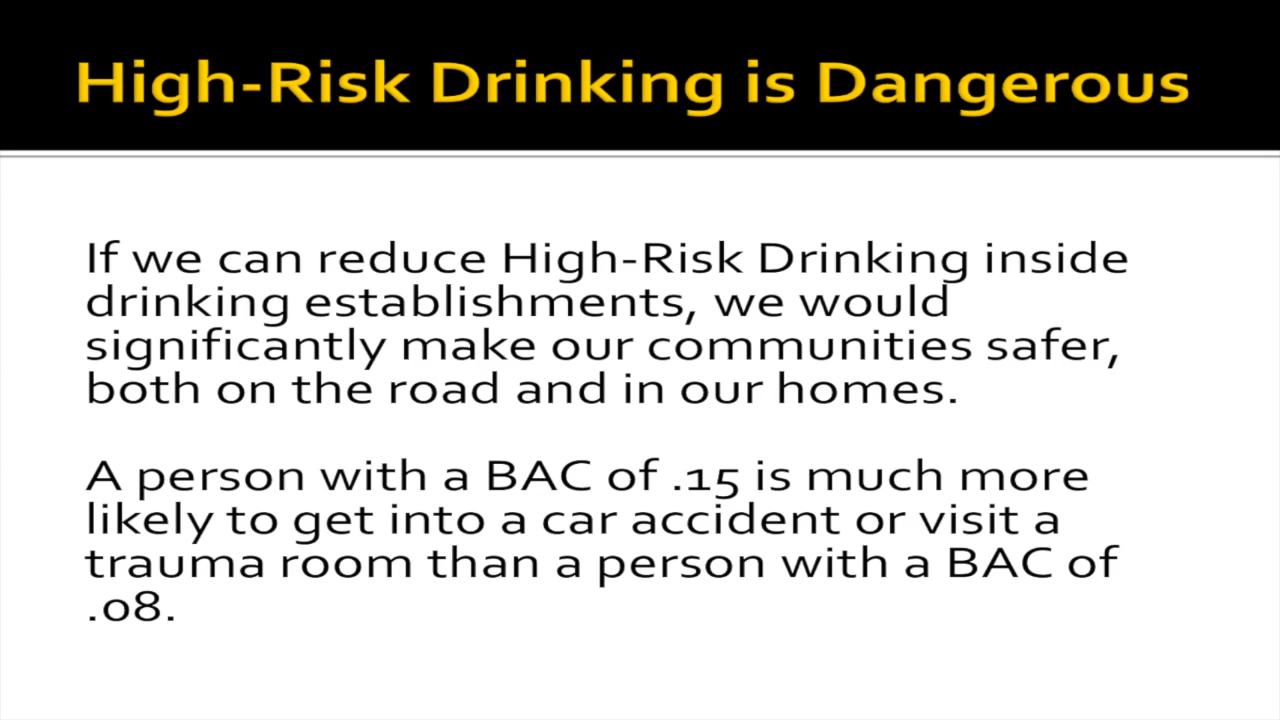 High-Risk Drinking is Dangerous
If we can reduce High-Risk Drinking inside
drinking establishments, we would
significantly make our communities safer,
both on the road and in our homes.
A person with a BAC of .15 is much more
likely to get into a car accident or visit a
trauma room than a person with a BAC of
.08.